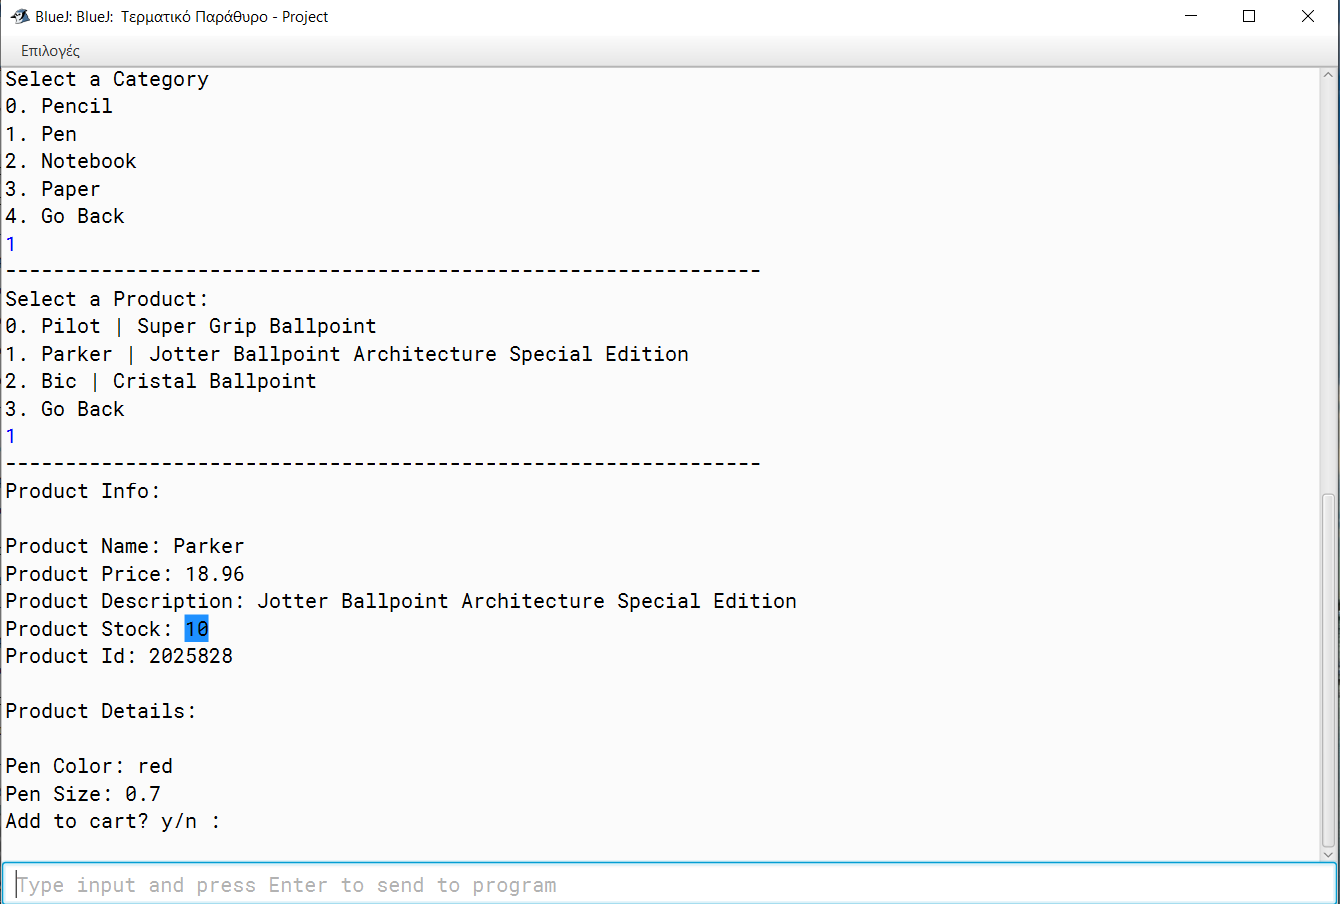 BlueJ: BlueJ: Τερματικό Παράθυρο - Project
Επιλογές
Select a Category
0. Pencil
1. Pen
2. Notebook
3. Paper
4. Go Back
1
---------------------------------------------------------------
Select a Product:
0. Pilot | Super Grip Ballpoint
1. Parker | Jotter Ballpoint Architecture Special Edition
2. Bic | Cristal Ballpoint
3. Go Back
1
---------------------------------------------------------------
Product Info:
Product Name: Parker
Product Price: 18.96
Product Description: Jotter Ballpoint Architecture Special Edition
Product Stock: 10
Product Id: 2025828
Product Details:
Pen Color: red
Pen Size: 0.7
Add to cart? y/n :
Type input and press Enter to send to program